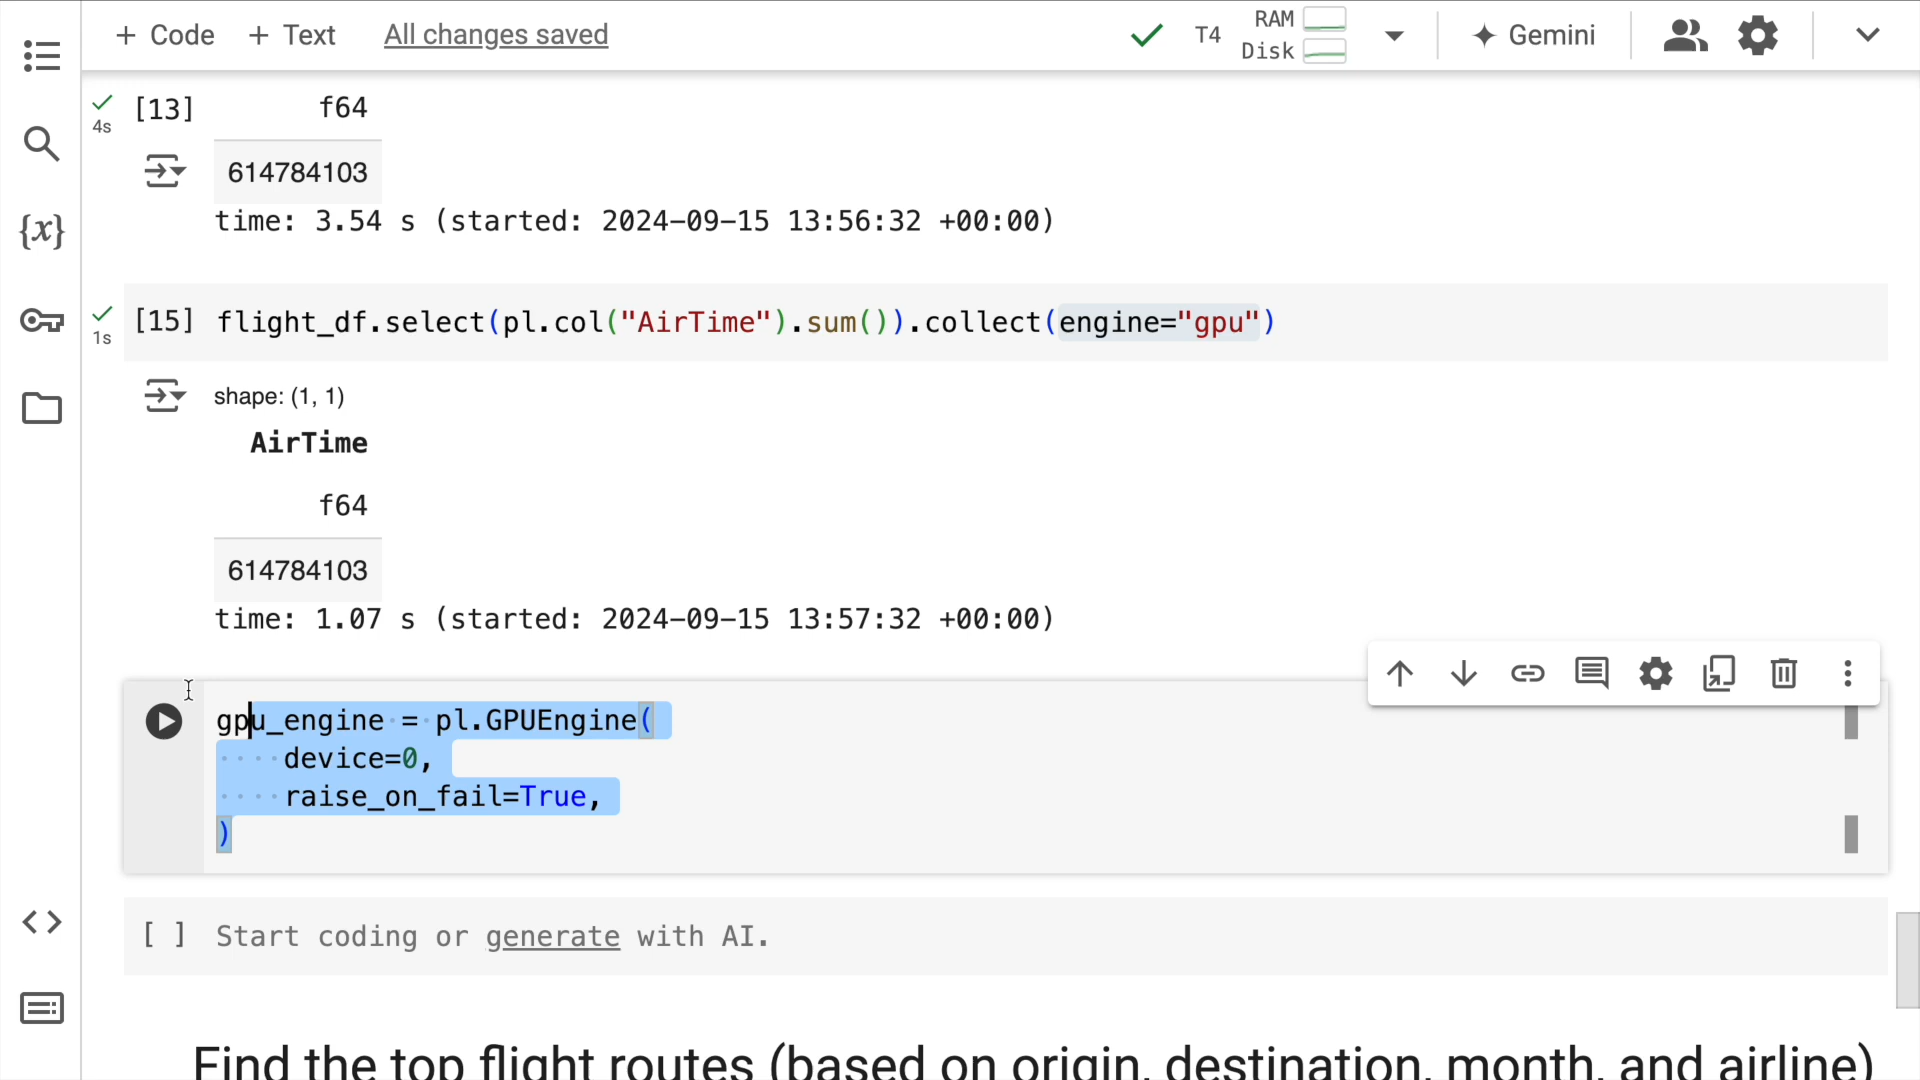 + Code + Text All changes saved T4 RAM Gemini
Disk
[13] f64
4s
614784103
time: 3.54 s (started: 2024-09-15 13:56:32 +00:00)
[15] flight_df.select(pl.col("AirTime").sum()).collect(engine="gpu")
1s
shape: (1, 1)
AirTime
f64
614784103
time: 1.07 s (started: 2024-09-15 13:57:32 +00:00)
gpu_engine = pl.GPUEngine(
device=0,
raise_on_fail=True,
)
[ ] Start coding or generate with AI.
Find the top flight routes (based on origin, destination, month, and airline)
{x}